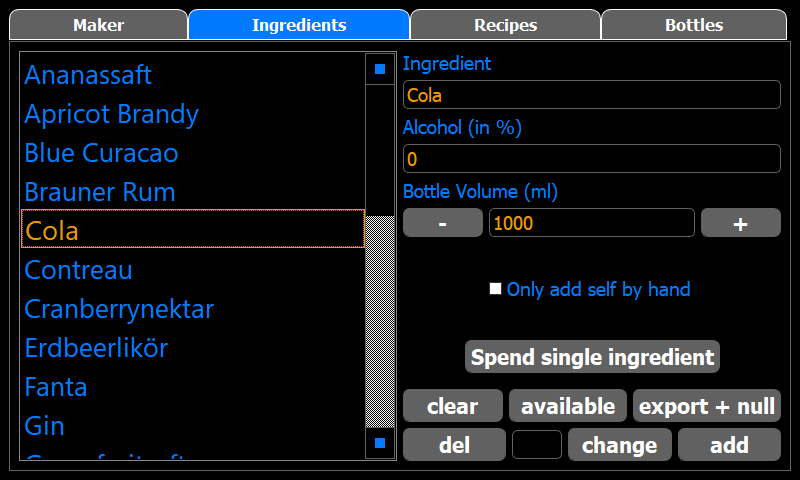 Maker Ingredients Recipes Bottles
Ananassaft
Apricot Brandy
Blue Curacao
Brauner Rum
Cola
Contreau
Cranberrynektar
Erdbeerlikör
Fanta
Gin
Ingredient
Cola
Alcohol (in %)
0
Bottle Volume (ml)
- 1000 +
Only add self by hand
Spend single ingredient
clear available export + null
del change add